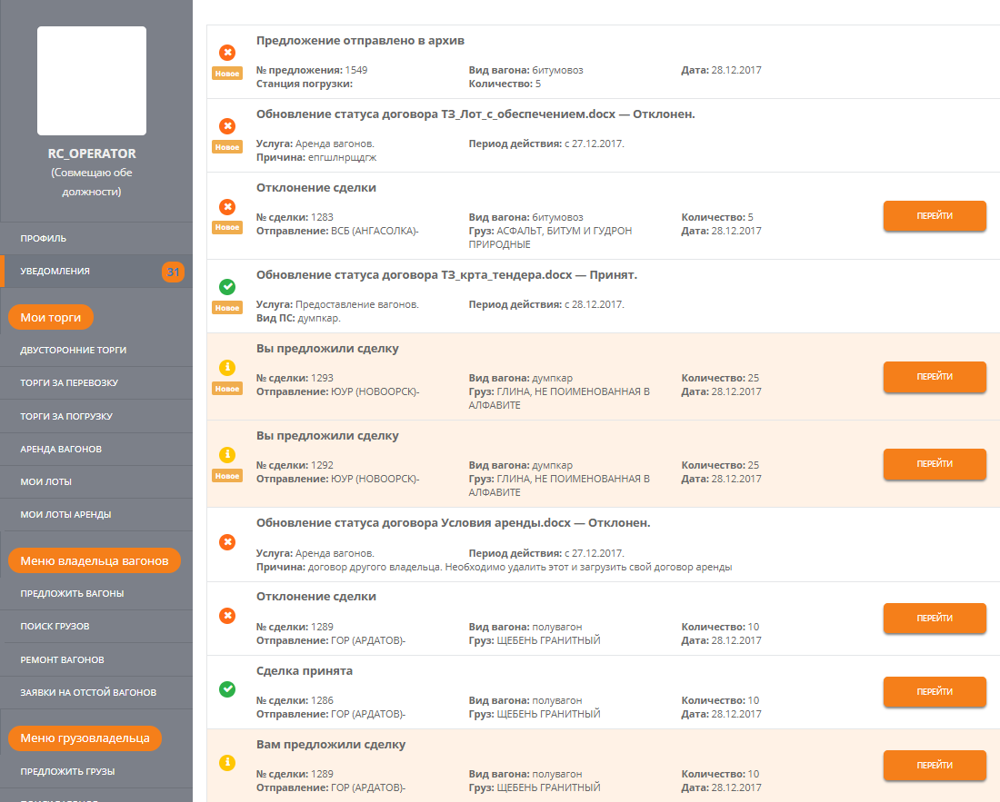 RC_OPERATOR
(Совмещаю обе
должности)
ПРОФИЛЬ
УВЕДОМЛЕНИЯ 31
Мои торги
ДВУСТОРОННИЕ ТОРГИ
ТОРГИ ЗА ПЕРЕВОЗКУ
ТОРГИ ЗА ПОГРУЗКУ
АРЕНДА ВАГОНОВ
МОИ ЛОТЫ
МОИ ЛОТЫ АРЕНДЫ
Меню владельца вагонов
ПРЕДЛОЖИТЬ ВАГОНЫ
ПОИСК ГРУЗОВ
РЕМОНТ ВАГОНОВ
ЗАЯВКИ НА ОТСТОЙ ВАГОНОВ
Меню грузовладельца
ПРЕДЛОЖИТЬ ГРУЗЫ
Предложение отправлено в архив
Новое
№ предложения: 1549 Вид вагона: битумовоз Дата: 28.12.2017
Станция погрузки: Количество: 5
Обновление статуса договора ТЗ_Лот_с_обеспечением.docx — Отклонен.
Новое
Услуга: Аренда вагонов. Период действия: с 27.12.2017.
Причина: епгшлнрщдгж
Отклонение сделки
Новое
№ сделки: 1283 Вид вагона: битумовоз Количество: 5
ПЕРЕЙТИ
Отправление: ВСБ (АНГАСОЛКА)- Груз: АСФАЛЬТ, БИТУМ И ГУДРОН Дата: 28.12.2017
ПРИРОДНЫЕ
Обновление статуса договора ТЗ_крта_тендера.docx — Принят.
Новое
Услуга: Предоставление вагонов. Период действия: с 28.12.2017.
Вид ПС: думпкар.
Вы предложили сделку
Новое
№ сделки: 1293 Вид вагона: думпкар Количество: 25
ПЕРЕЙТИ
Отправление: ЮУР (НОВООРСК)- Груз: ГЛИНА, НЕ ПОИМЕНОВАННАЯ В Дата: 28.12.2017
АЛФАВИТЕ
Вы предложили сделку
Новое
№ сделки: 1292 Вид вагона: думпкар Количество: 25
ПЕРЕЙТИ
Отправление: ЮУР (НОВООРСК)- Груз: ГЛИНА, НЕ ПОИМЕНОВАННАЯ В Дата: 28.12.2017
АЛФАВИТЕ
Обновление статуса договора Условия аренды.docx — Отклонен.
Услуга: Аренда вагонов. Период действия: с 27.12.2017.
Причина: договор другого владельца. Необходимо удалить этот и загрузить свой договор аренды
Отклонение сделки
№ сделки: 1289 Вид вагона: полувагон Количество: 10
ПЕРЕЙТИ
Отправление: ГОР (АРДАТОВ)- Груз: ЩЕБЕНЬ ГРАНИТНЫЙ Дата: 28.12.2017
Сделка принята
№ сделки: 1286 Вид вагона: полувагон Количество: 10
ПЕРЕЙТИ
Отправление: ГОР (АРДАТОВ)- Груз: ЩЕБЕНЬ ГРАНИТНЫЙ Дата: 28.12.2017
Вам предложили сделку
№ сделки: 1289 Вид вагона: полувагон Количество: 10
ПЕРЕЙТИ
Отправление: ГОР (АРДАТОВ)- Груз: ЩЕБЕНЬ ГРАНИТНЫЙ Дата: 28.12.2017